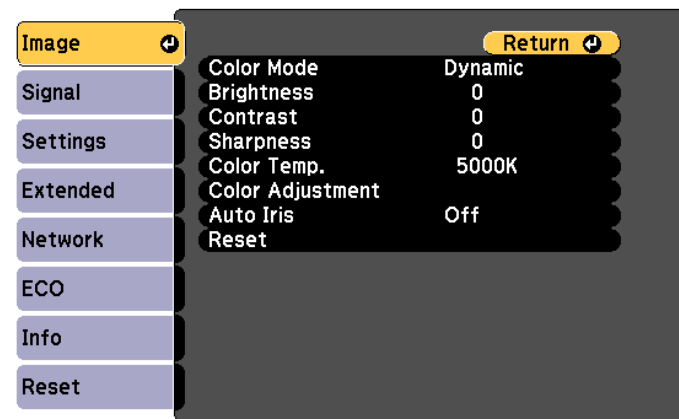 Image
Signal
Settings
Extended
Network
ECO
Info
Reset
Return
Color Mode Dynamic
Brightness 0
Contrast 0
Sharpness 0
Color Temp. 5000K
Color Adjustment
Auto Iris Off
Reset